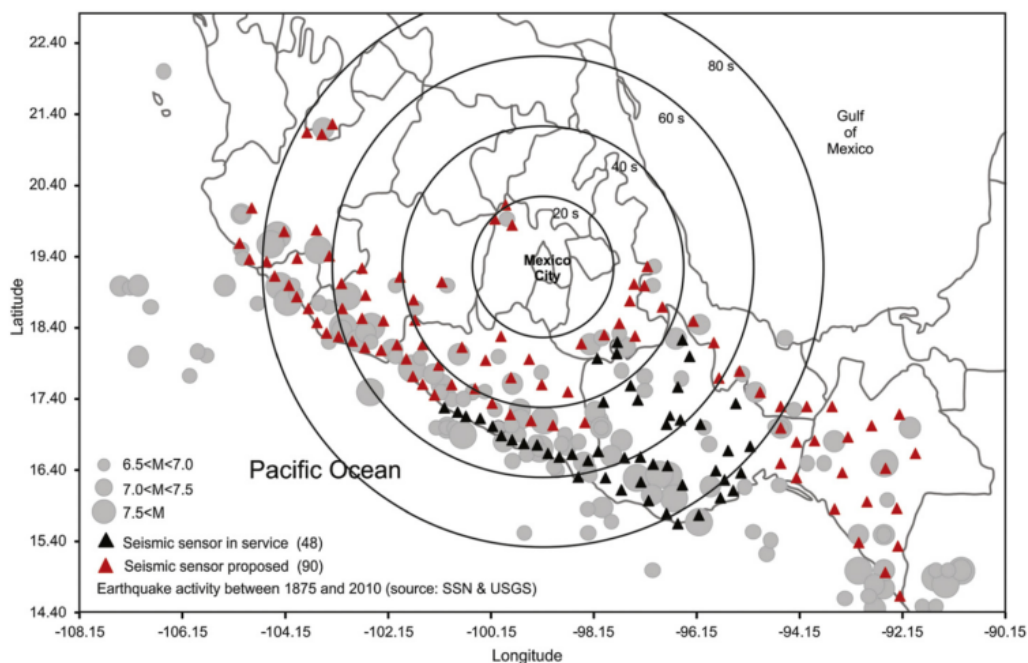 22.40
21.40
20.40
19.40
18.40
17.40
16.40
15.40
14.40
Latitude
80 s
60 s
40 s
20 s
Gulf
of
Mexico
Mexico
City
Pacific Ocean
6.5<M<7.0
7.0<M<7.5
7.5<M
Seismic sensor in service (48)
Seismic sensor proposed (90)
Earthquake activity between 1875 and 2010 (source: SSN & USGS)
-108.15 -106.15 -104.15 -102.15 -100.15 -98.15 -96.15 -94.15 -92.15 -90.15
Longitude